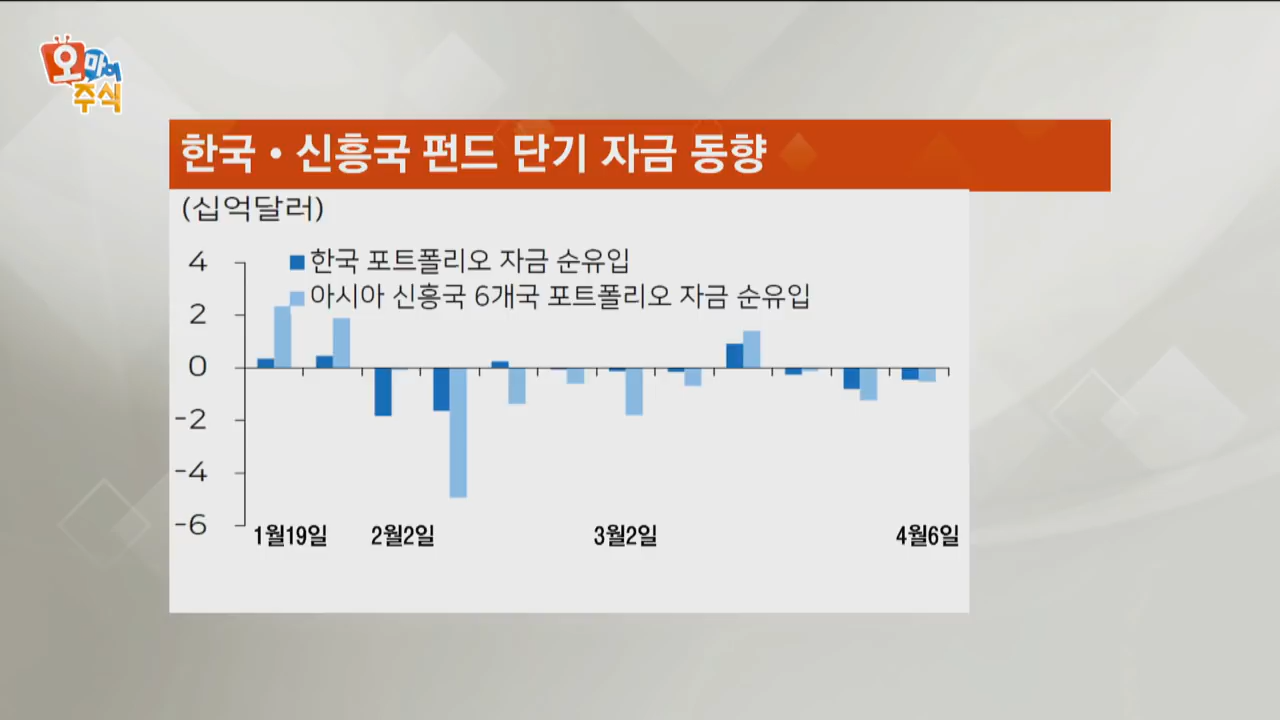 오마이
주식
한국 • 신흥국 펀드 단기 자금 동향
(십억달러)
한국 포트폴리오 자금 순유입
아시아 신흥국 6개국 포트폴리오 자금 순유입
4
2
0
-2
-4
-6
1월19일 2월2일 3월2일 4월6일